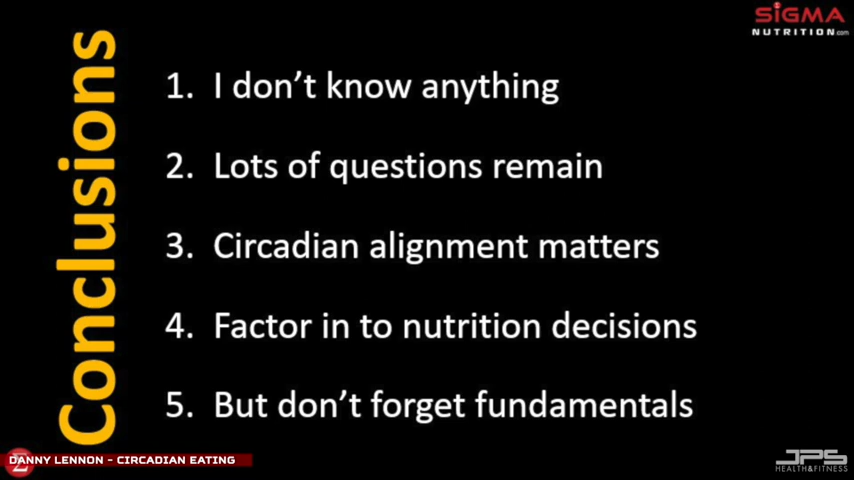 SIGMA
NUTRITION.com
Conclusions
1. I don't know anything
2. Lots of questions remain
3. Circadian alignment matters
4. Factor in to nutrition decisions
5. But don't forget fundamentals
DANNY LENNON - CIRCADIAN EATING
JPS
HEALTH&FITNESS